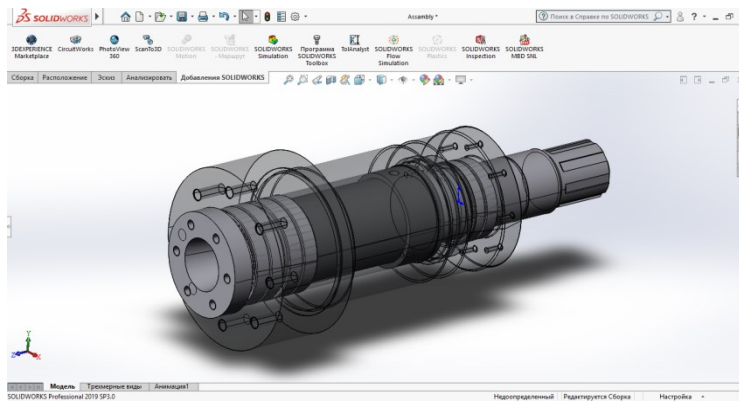 SOLIDWORKS
Assembly *
Поиск в Справке по SOLIDWORKS
3DEXPERIENCE Marketplace
CircuitWorks
PhotoView 360
ScanTo3D
SOLIDWORKS Motion
SOLIDWORKS - Маршрут
SOLIDWORKS Simulation
Программа SOLIDWORKS Toolbox
TolAnalyst
SOLIDWORKS Flow Simulation
SOLIDWORKS Plastics
SOLIDWORKS Inspection
SOLIDWORKS MBD SNL
Сборка Расположение Эскиз Анализировать Добавления SOLIDWORKS
Y
Z X
Модель Трехмерные виды Анимация1
SOLIDWORKS Professional 2019 SP3.0 Недоопределенный Редактируется Сборка Настройка